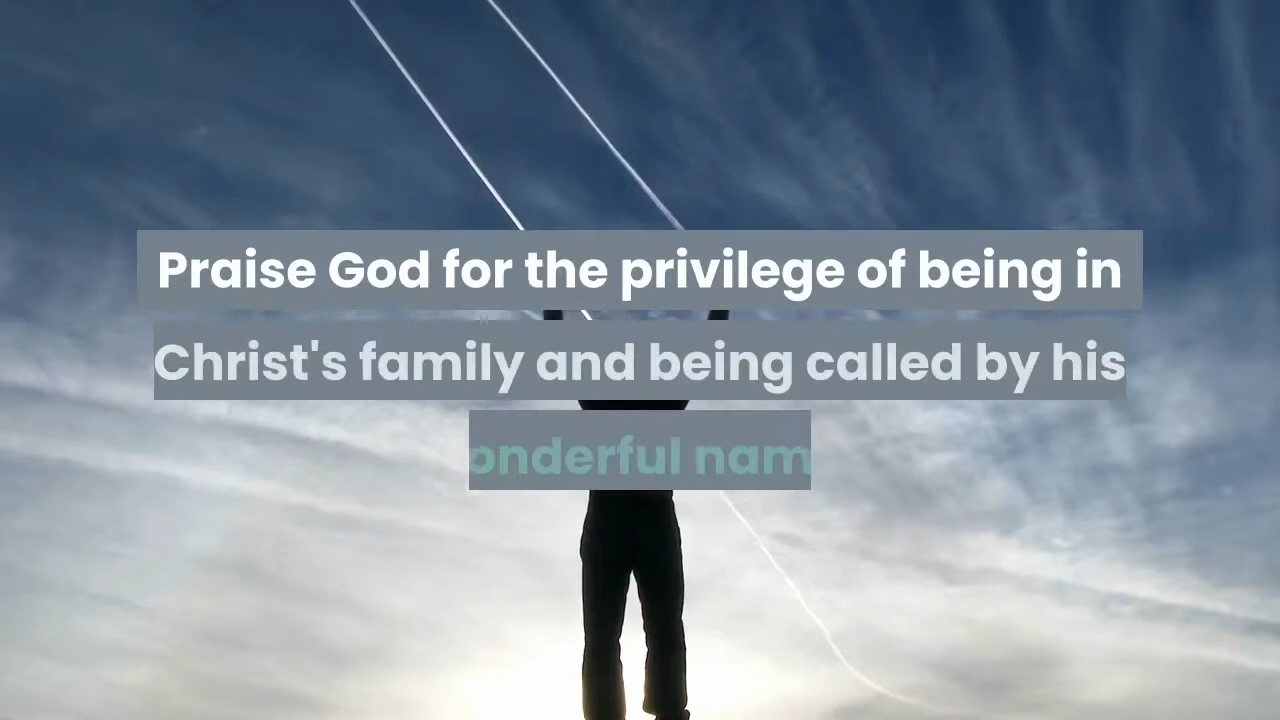 Praise God for the privilege of being in
Christ's family and being called by his
onderful nam